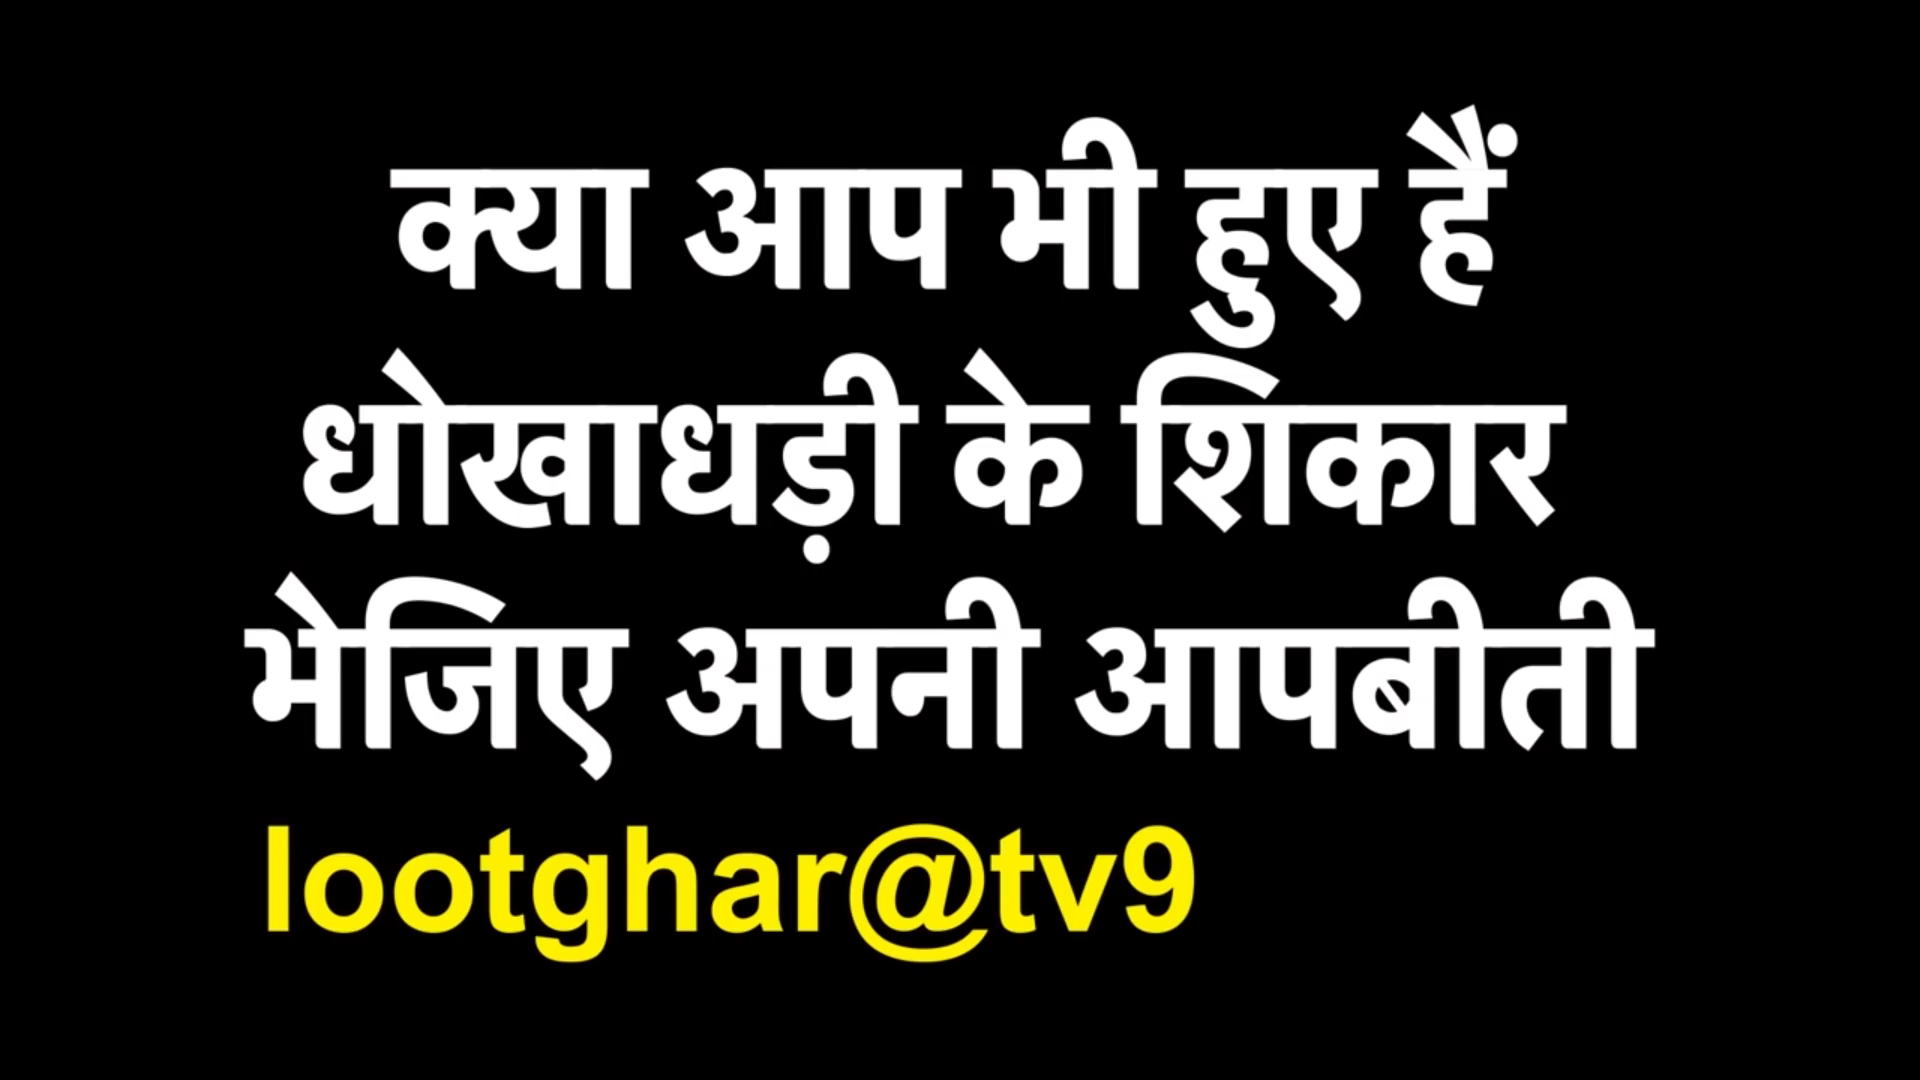 क्या आप भी हुए हैं
धोखाधड़ी के शिकार
भेजिए अपनी आपबीती
lootghar@tv9